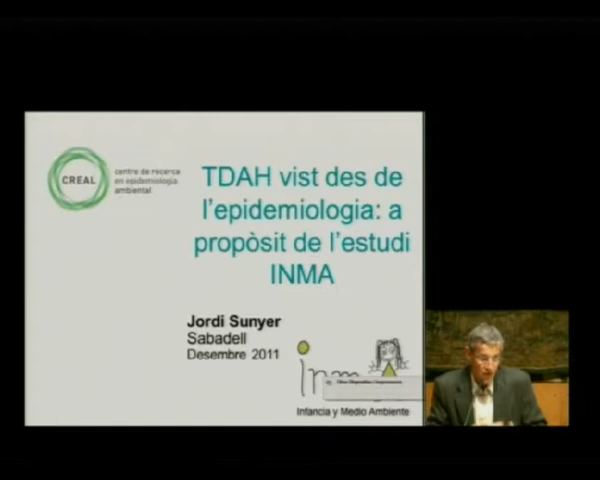 CREAL
centre de recerca
en epidemiologia
ambiental
TDAH vist des de
l'epidemiologia: a
propòsit de l'estudi
INMA
Jordi Sunyer
Sabadell
Desembre 2011
Inma
Infancia y Medio Ambiente